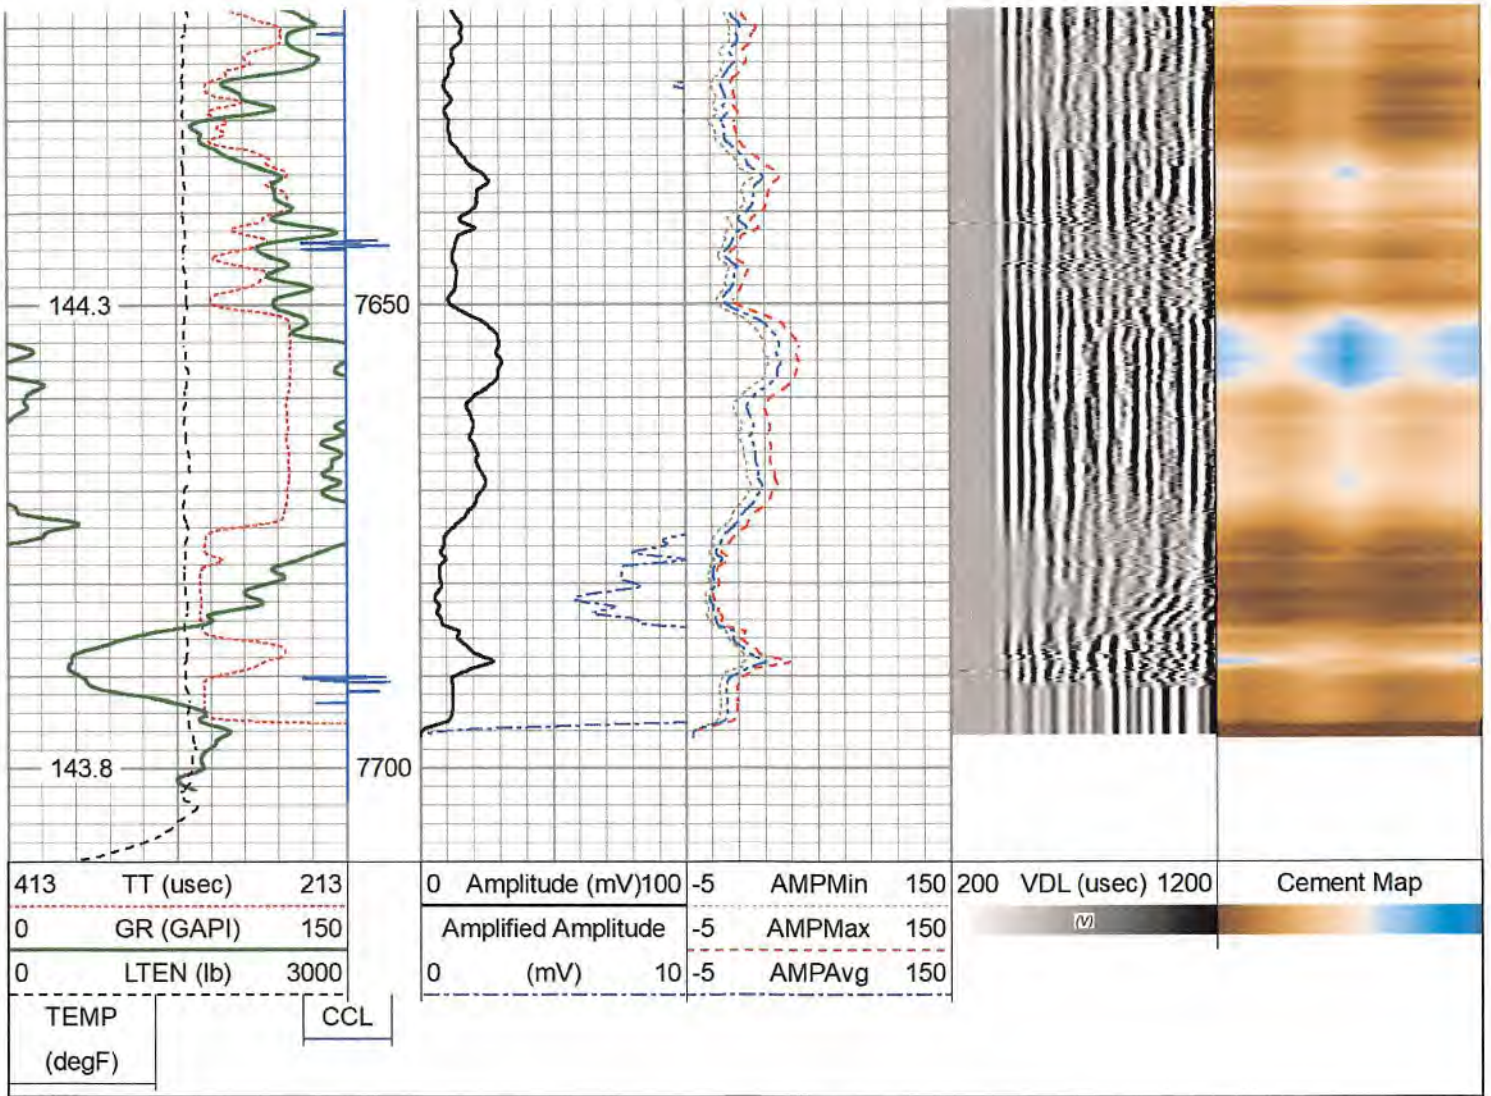 144.3
7650
143.8
7700
413 TT (usec) 213
0 Amplitude (mV)100
-5 AMPMin 150
200 VDL (usec) 1200
Cement Map
0 GR (GAPI) 150
Amplified Amplitude
-5 AMPMax 150
(V)
0 LTEN (lb) 3000
0 (mV) 10
-5 AMPAvg 150
TEMP
CCL
(degF)